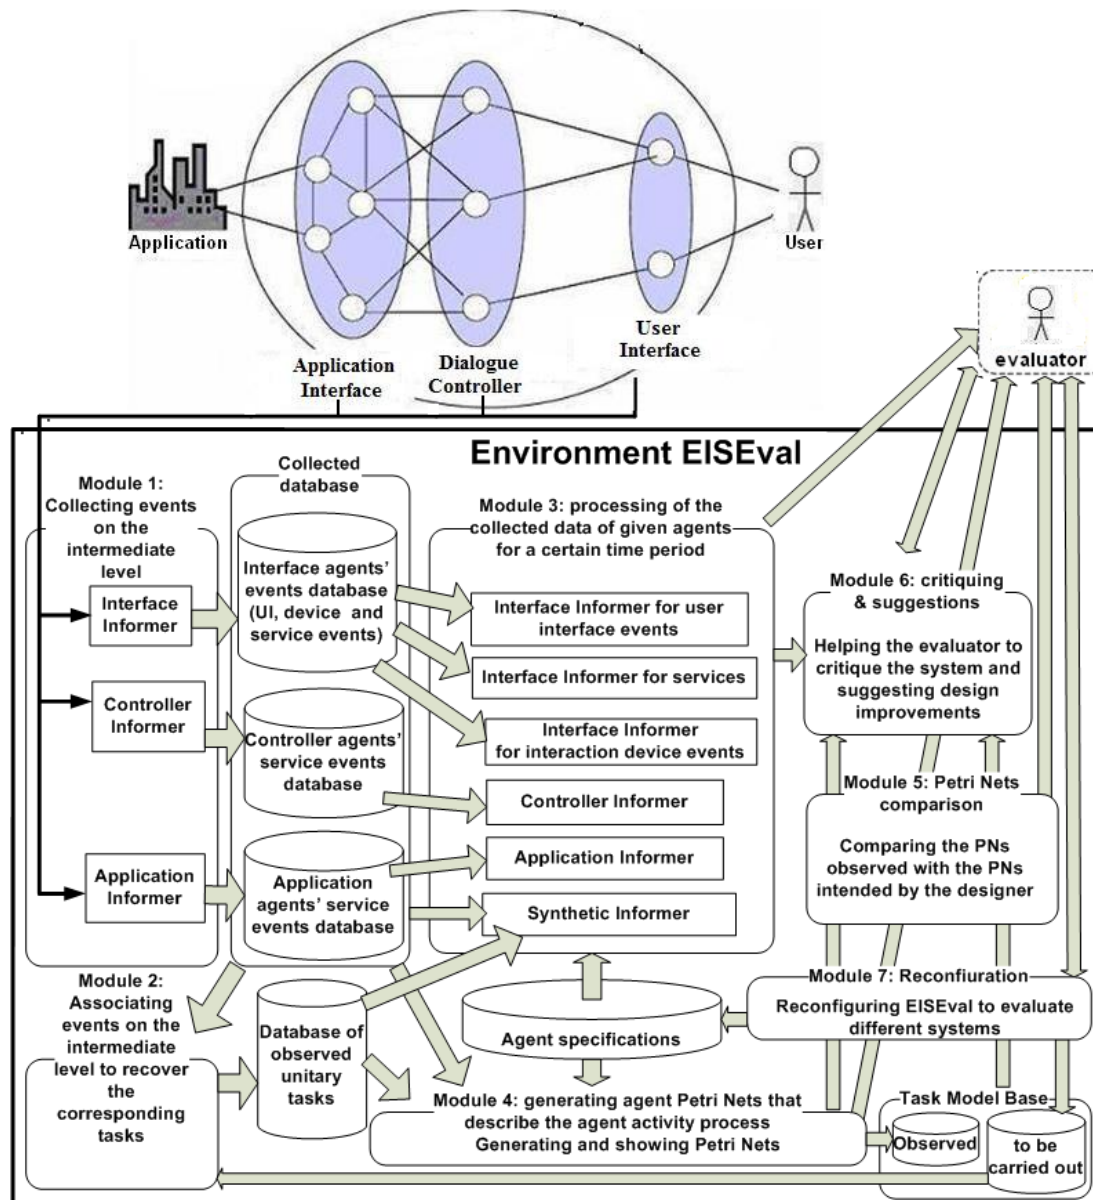 Application
User
Application
Interface
Dialogue
Controller
User
Interface
evaluator
Environment EISEval
Module 1:
Collecting events
on the
intermediate
level
Interface
Informer
Controller
Informer
Application
Informer
Collected
database
Interface agents'
events database
(UI, device and
service events)
Controller agents'
service events
database
Application
agents' service
events database
Module 3: processing of the
collected data of given agents
for a certain time period
Interface Informer for user
interface events
Interface Informer for services
Interface Informer
for interaction device events
Controller Informer
Application Informer
Synthetic Informer
Module 6: critiquing
& suggestions
Helping the evaluator to
critique the system and
suggesting design
improvements
Module 5: Petri Nets
comparison
Comparing the PNs
observed with the PNs
intended by the designer
Module 7: Reconfiuration
Reconfiguring EISEval to evaluate
different systems
Module 2:
Associating
events on the
intermediate
level to recover
the
corresponding
tasks
Database of
observed
unitary
tasks
Agent specifications
Module 4: generating agent Petri Nets that
describe the agent activity process
Generating and showing Petri Nets
Task Model Base
Observed
to be
carried out